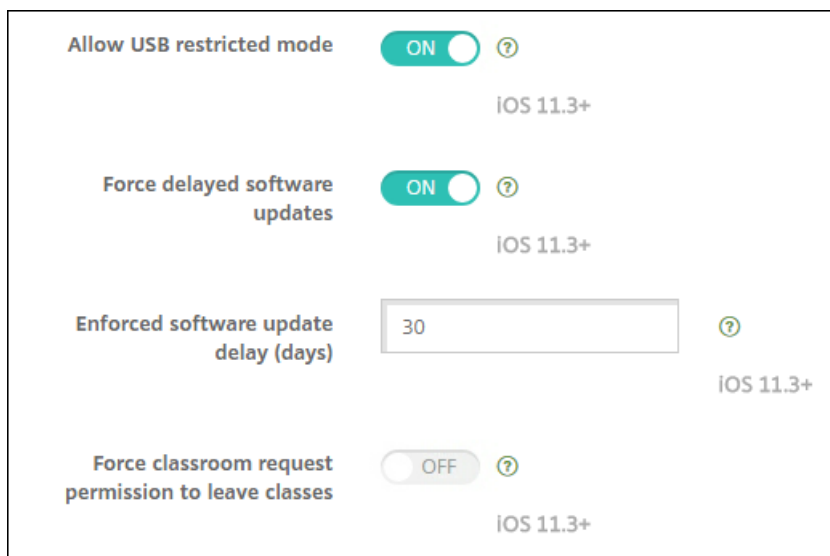 Allow USB restricted mode ON ?
iOS 11.3+
Force delayed software
updates ON ?
iOS 11.3+
Enforced software update
delay (days) 30 ?
iOS 11.3+
Force classroom request
permission to leave classes OFF ?
iOS 11.3+